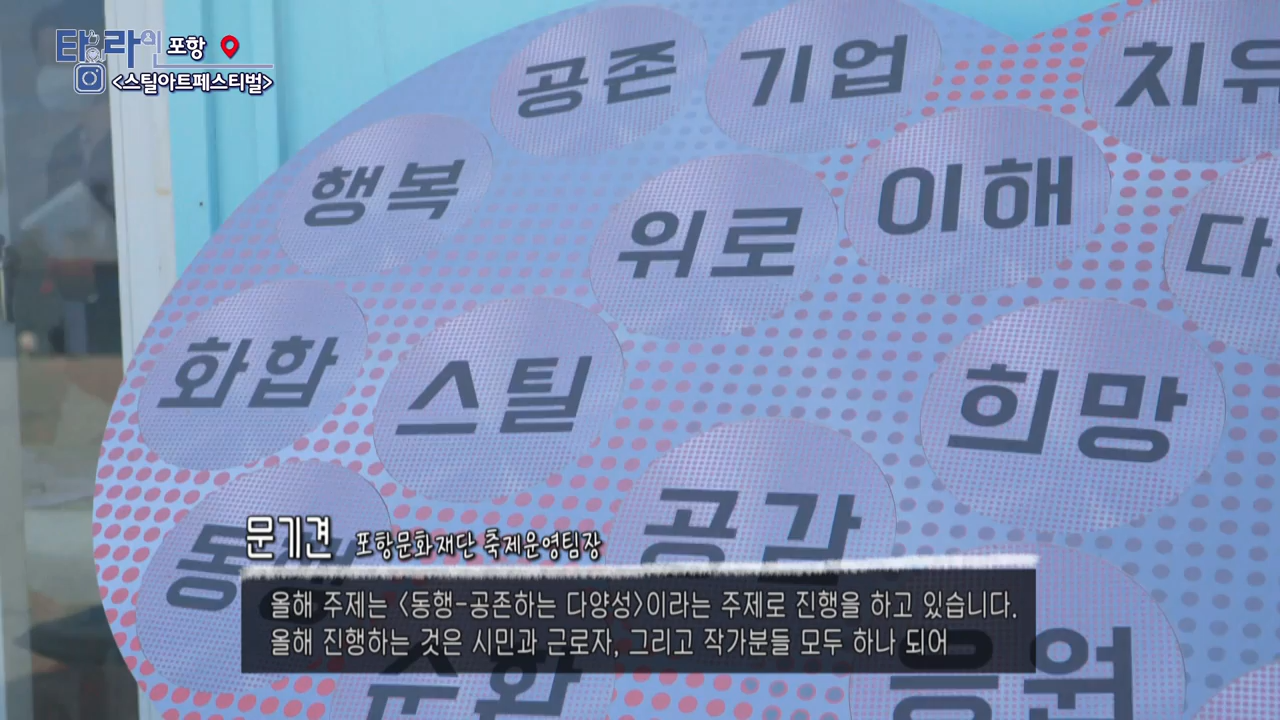 타라의 포항
<스틸아트페스티벌>
공존
기업
치유
행복
위로
이해
화합
스틸
희망
공감
응원
순환
문기견 포항문화재단 축제운영팀장
올해 주제는 <동행-공존하는 다양성>이라는 주제로 진행을 하고 있습니다.
올해 진행하는 것은 시민과 근로자, 그리고 작가분들 모두 하나 되어